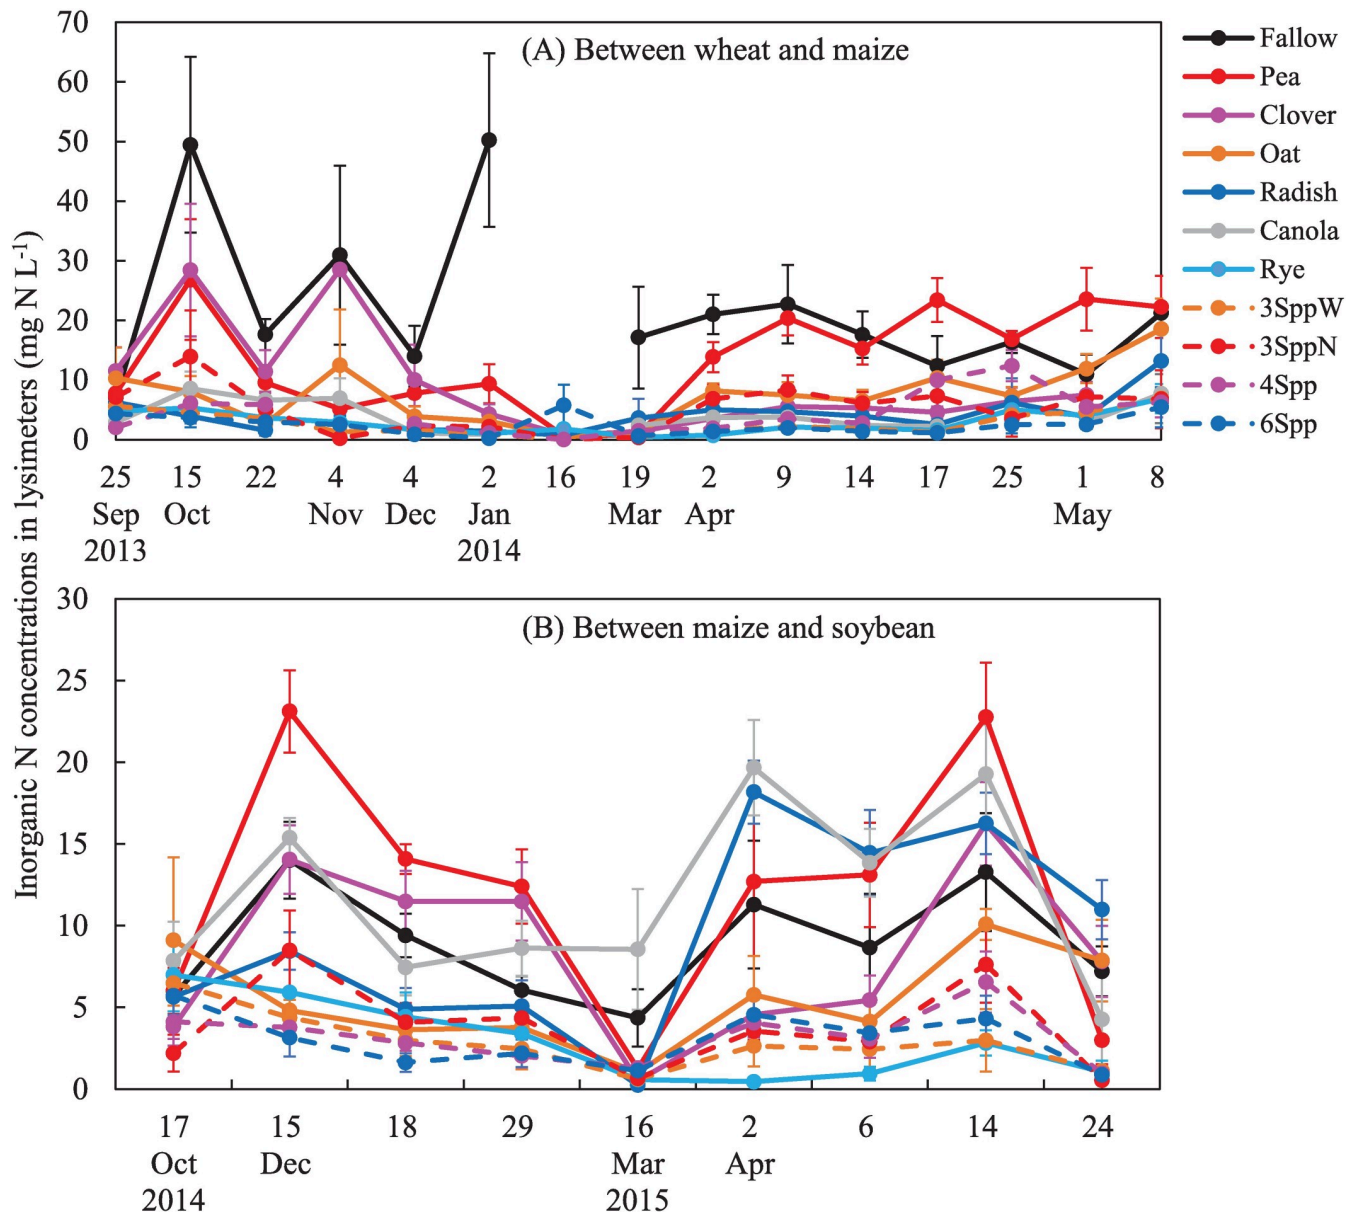 Inorganic N concentrations in lysimeters (mg N L⁻¹)
(A) Between wheat and maize
70
60
50
40
30
20
10
0
25 15 22 4 4 2 16 19 2 9 14 17 25 1 8
Sep Oct Nov Dec Jan Mar Apr May
2013 2014
Fallow
Pea
Clover
Oat
Radish
Canola
Rye
3SppW
3SppN
4Spp
6Spp
(B) Between maize and soybean
30
25
20
15
10
5
0
17 15 18 29 16 2 6 14 24
Oct Dec Mar Apr
2014 2015